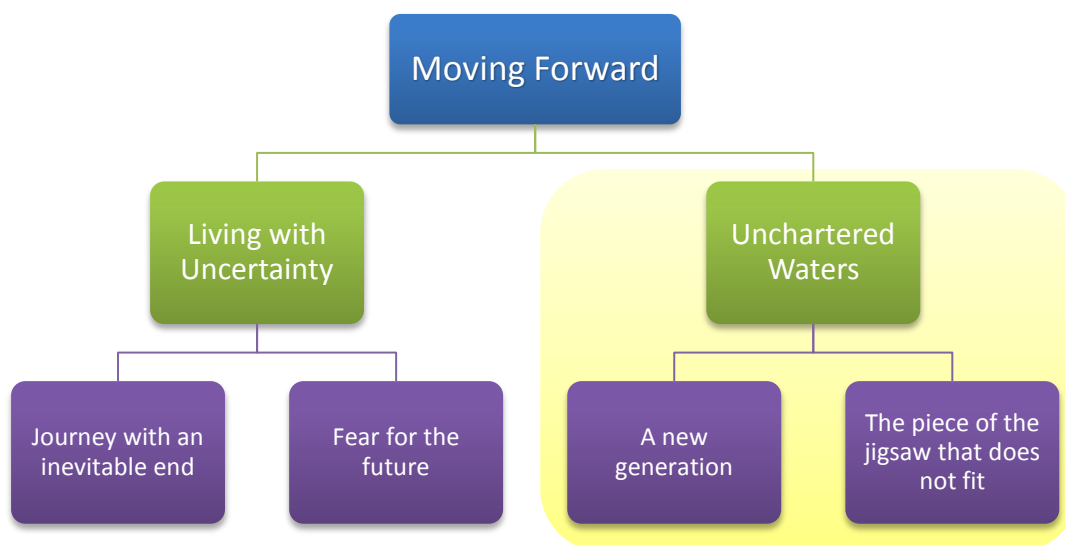 Moving Forward
Living with
Uncertainty
Unchartered
Waters
Journey with an
inevitable end
Fear for the
future
A new
generation
The piece of the
jigsaw that does
not fit